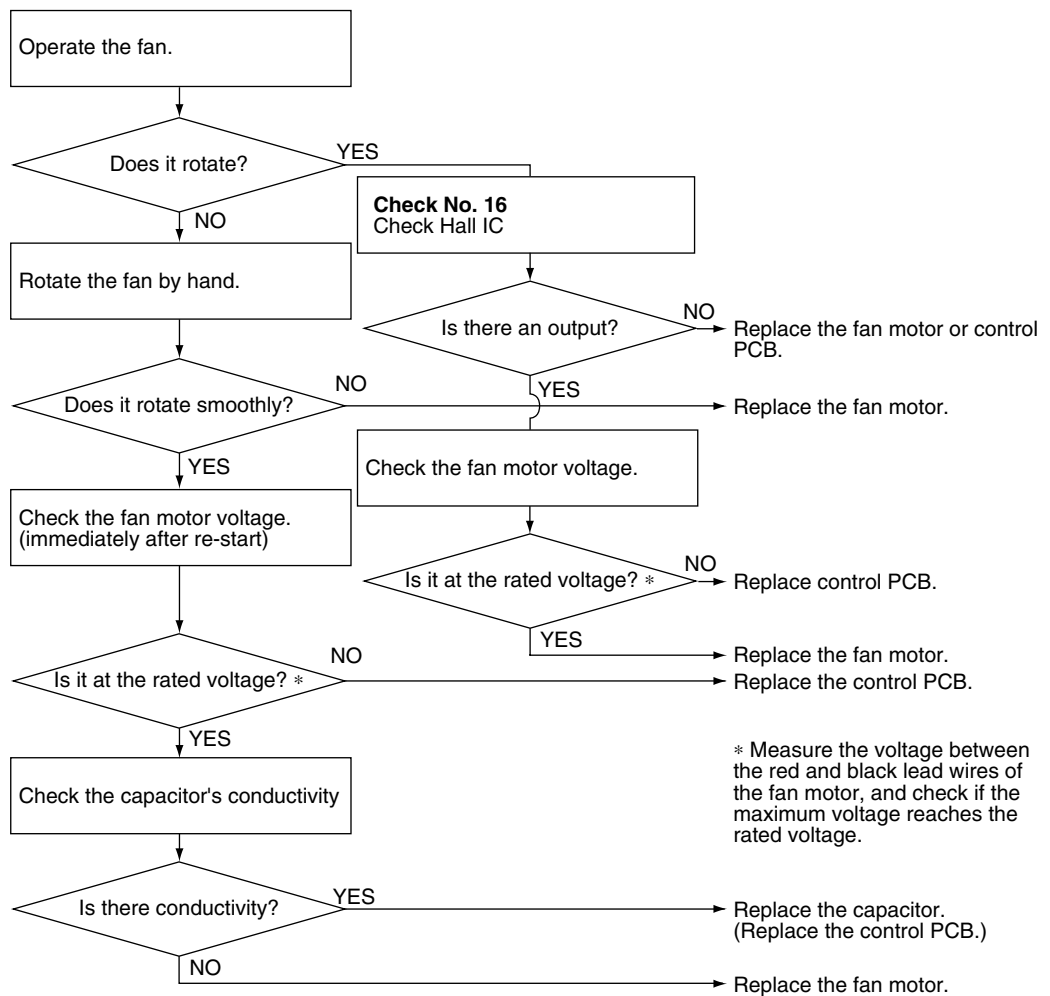 Operate the fan.
Does it rotate?
YES
NO
Check No. 16
Check Hall IC
Rotate the fan by hand.
Is there an output?
NO
Replace the fan motor or control
PCB.
YES
Does it rotate smoothly?
NO
Replace the fan motor.
YES
Check the fan motor voltage.
Check the fan motor voltage.
(immediately after re-start)
Is it at the rated voltage? *
NO
Replace control PCB.
YES
Replace the fan motor.
Is it at the rated voltage? *
NO
Replace the control PCB.
YES
* Measure the voltage between
the red and black lead wires of
the fan motor, and check if the
maximum voltage reaches the
rated voltage.
Check the capacitor's conductivity
Is there conductivity?
YES
Replace the capacitor.
(Replace the control PCB.)
NO
Replace the fan motor.